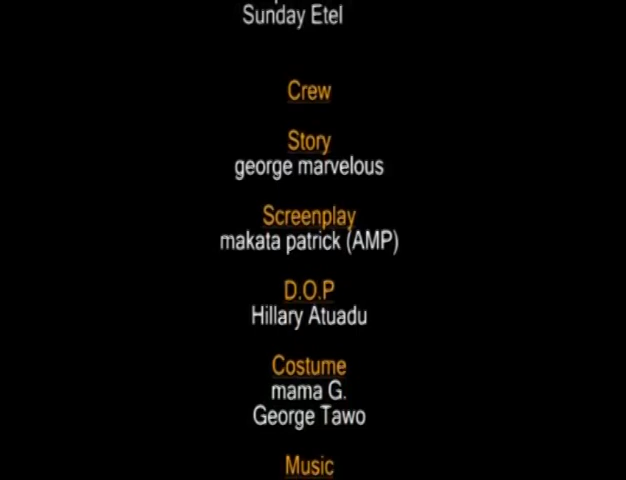 Sunday Etel
Crew
Story
george marvelous
Screenplay
makata patrick (AMP)
D.O.P
Hillary Atuadu
Costume
mama G.
George Tawo
Music